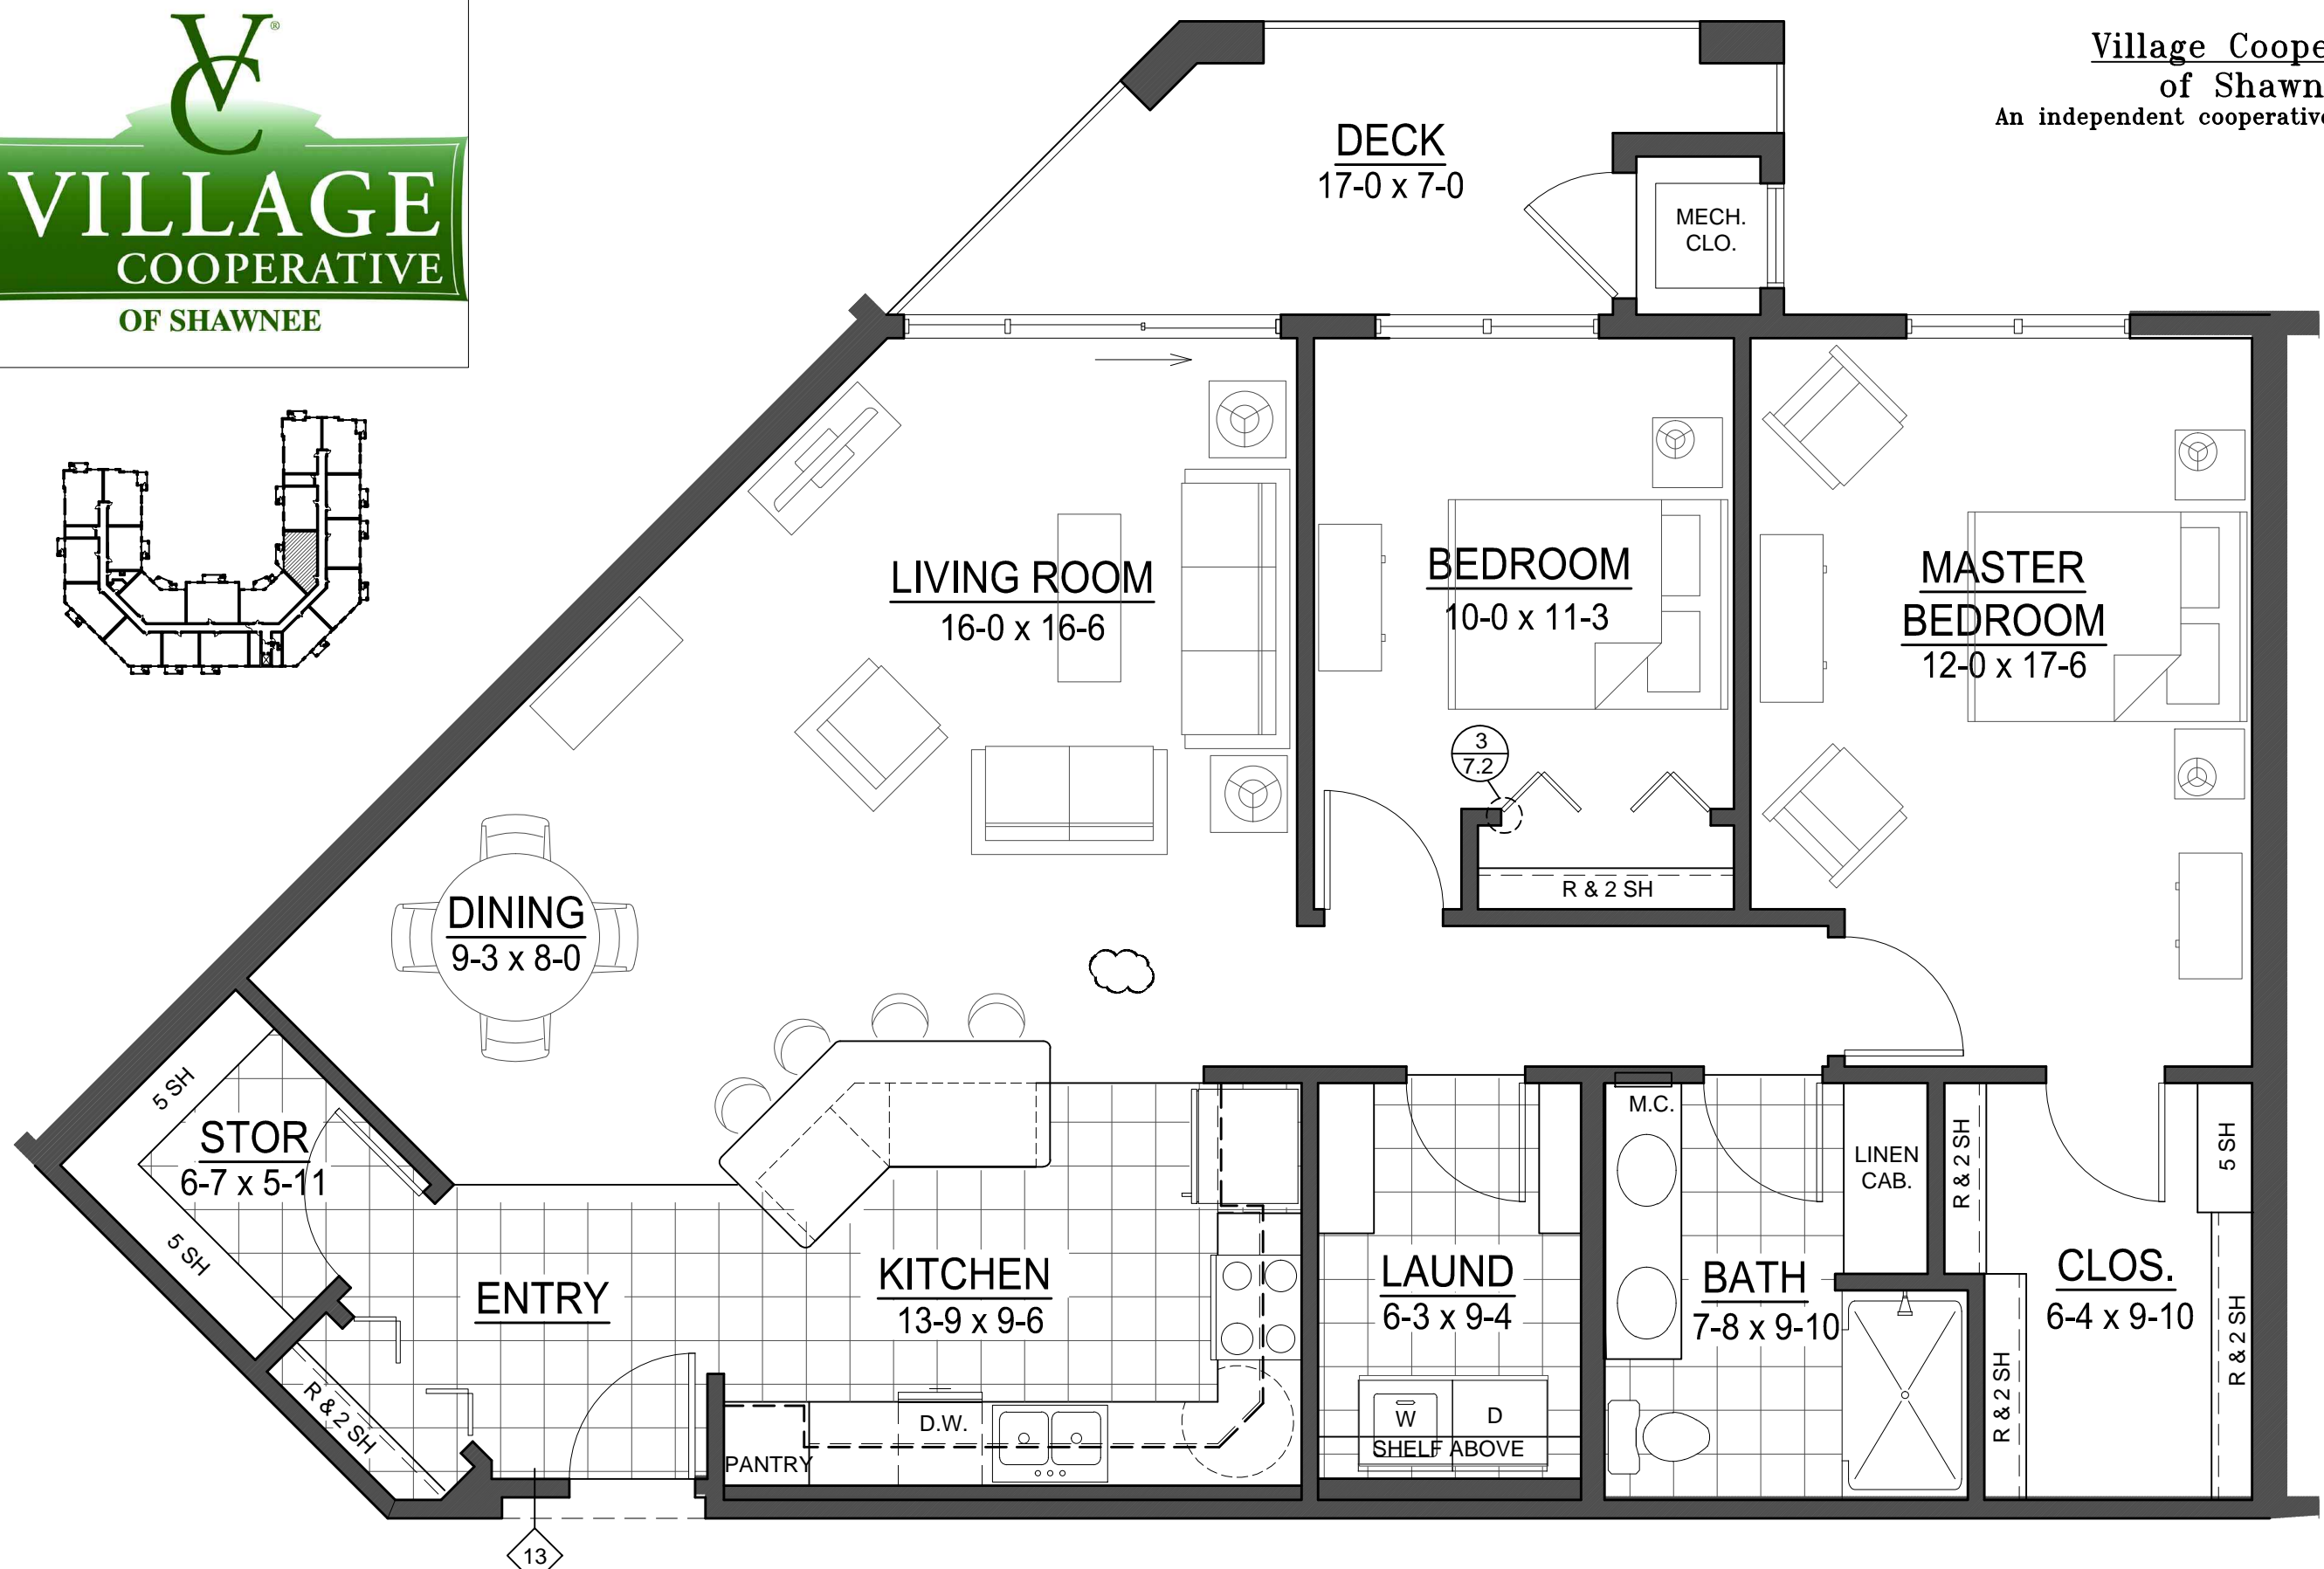 VC®
VILLAGE
COOPERATIVE
OF SHAWNEE
Village Coope
of Shawn
An independent cooperative
DECK
17-0 x 7-0
MECH.
CLO.
LIVING ROOM
16-0 x 16-6
BEDROOM
10-0 x 11-3
MASTER
BEDROOM
12-0 x 17-6
3
7.2
R & 2 SH
DINING
9-3 x 8-0
5 SH
STOR
6-7 x 5-11
5 SH
R & 2 SH
ENTRY
KITCHEN
13-9 x 9-6
PANTRY
D.W.
LAUND
6-3 x 9-4
W
D
SHELF ABOVE
M.C.
BATH
7-8 x 9-10
LINEN
CAB.
R & 2 SH
5 SH
CLOS.
6-4 x 9-10
R & 2 SH
R & 2 SH
13